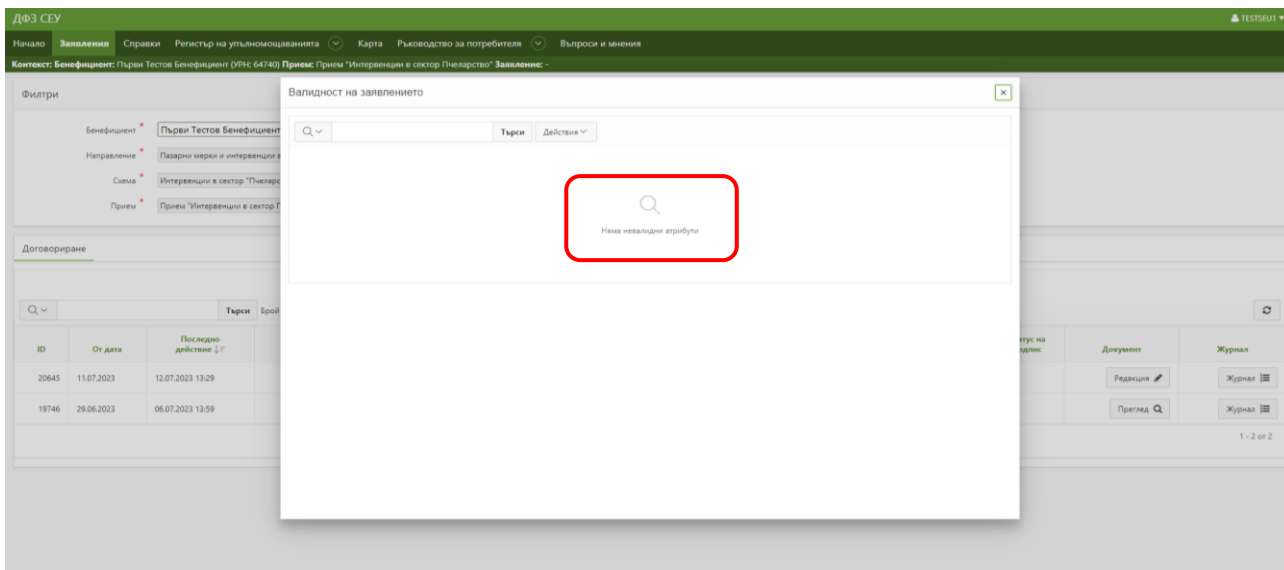 ДФЗ СЕУ
TESTSEU1
Начало Заявления Справки Регистър на упълномощаванията Карта Ръководство за потребителя Въпроси и мнения
Контекст: Бенефициент: Първи Тестов Бенефициент (УРН: 64740) Прием: Прием "Интервенции в сектор Пчеларство" Заявление: -
Филтри
Валидност на заявлението
Бенефициент * Първи Тестов Бенефициент
Търси Действия
Направление * Пазарни мерки и интервенции в
Схема * Интервенции в сектор "Пчеларс
Прием * Прием "Интервенции в сектор П
Няма невалидни атрибути
Договориране
Търси Брой
ID От дата Последно действие тус на Документ Журнал
20645 11.07.2023 12.07.2023 13:29 Редакция Журнал
19746 29.06.2023 06.07.2023 13:59 Преглед Журнал
1 - 2 от 2